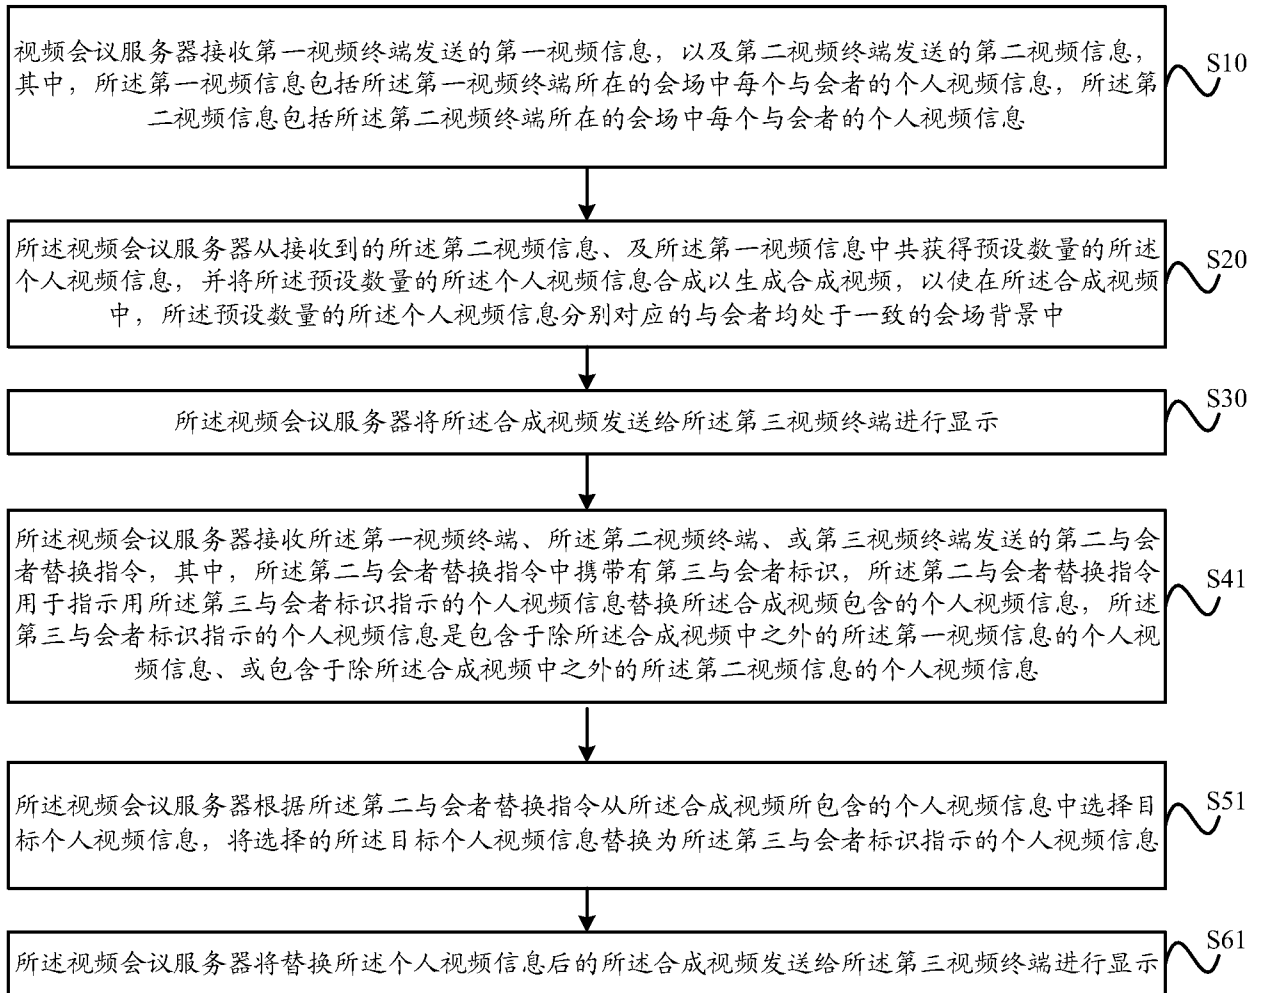 视频会议服务器接收第一视频终端发送的第一视频信息，以及第二视频终端发送的第二视频信息，
其中，所述第一视频信息包括所述第一视频终端所在的会场中每个与会者的个人视频信息，所述第
二视频信息包括所述第二视频终端所在的会场中每个与会者的个人视频信息
S10
所述视频会议服务器从接收到的所述第二视频信息、及所述第一视频信息中共获得预设数量的所述
个人视频信息，并将所述预设数量的所述个人视频信息合成以生成合成视频，以使在所述合成视频
中，所述预设数量的所述个人视频信息分别对应的与会者均处于一致的会场背景中
S20
所述视频会议服务器将所述合成视频发送给所述第三视频终端进行显示
S30
所述视频会议服务器接收所述第一视频终端、所述第二视频终端、或第三视频终端发送的第二与会
者替换指令，其中，所述第二与会者替换指令中携带有第三与会者标识，所述第二与会者替换指令
用于指示用所述第三与会者标识指示的个人视频信息替换所述合成视频包含的个人视频信息，所述
第三与会者标识指示的个人视频信息是包含于除所述合成视频中之外的所述第一视频信息的个人视
频信息、或包含于除所述合成视频中之外的所述第二视频信息的个人视频信息
S41
所述视频会议服务器根据所述第二与会者替换指令从所述合成视频所包含的个人视频信息中选择目
标个人视频信息，将选择的所述目标个人视频信息替换为所述第三与会者标识指示的个人视频信息
S51
所述视频会议服务器将替换所述个人视频信息后的所述合成视频发送给所述第三视频终端进行显示
S61